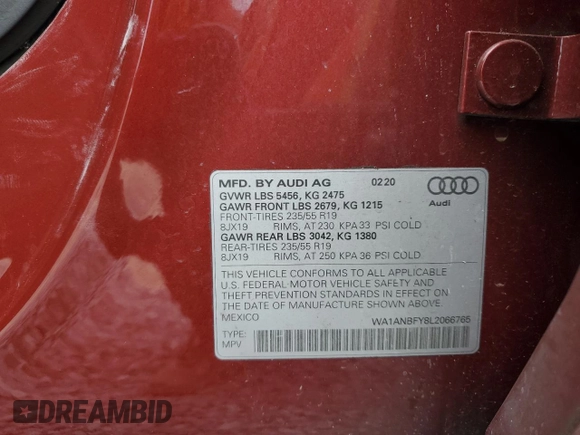 MFD. BY AUDI AG 02 20
GVWR LBS 5456, KG 2475
GAWR FRONT LBS 2679, KG 1215 Audi
FRONT-TIRES 235/55 R19
8JX19 RIMS, AT 230 KPA 33 PSI COLD
GAWR REAR LBS 3042, KG 1380
REAR-TIRES 235/55 R19
8JX19 RIMS, AT 250 KPA 36 PSI COLD
THIS VEHICLE CONFORMS TO ALL APPLICABLE
U.S. FEDERAL MOTOR VEHICLE SAFETY AND
THEFT PREVENTION STANDARDS IN EFFECT ON
THE DATE OF MANUFACTURE SHOWN ABOVE.
MEXICO WA1ANBFY8L2066765
TYPE:
MPV
DREAMBID